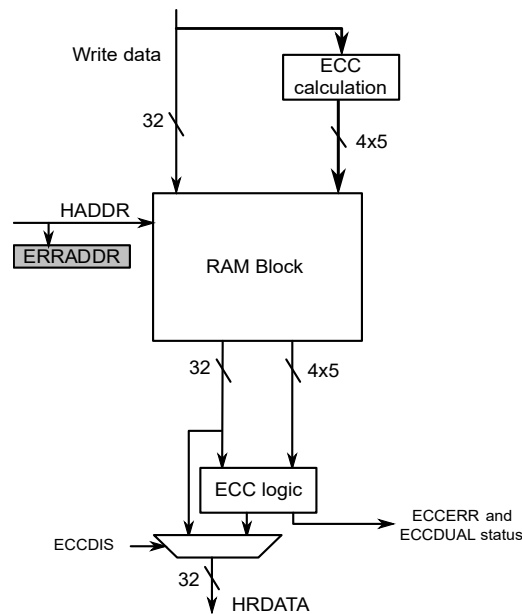 Write data
ECC
calculation
32
4x5
HADDR
ERRADDR
RAM Block
32
4x5
ECC logic
ECCERR and
ECCDUAL status
ECCDIS
32
HRDATA